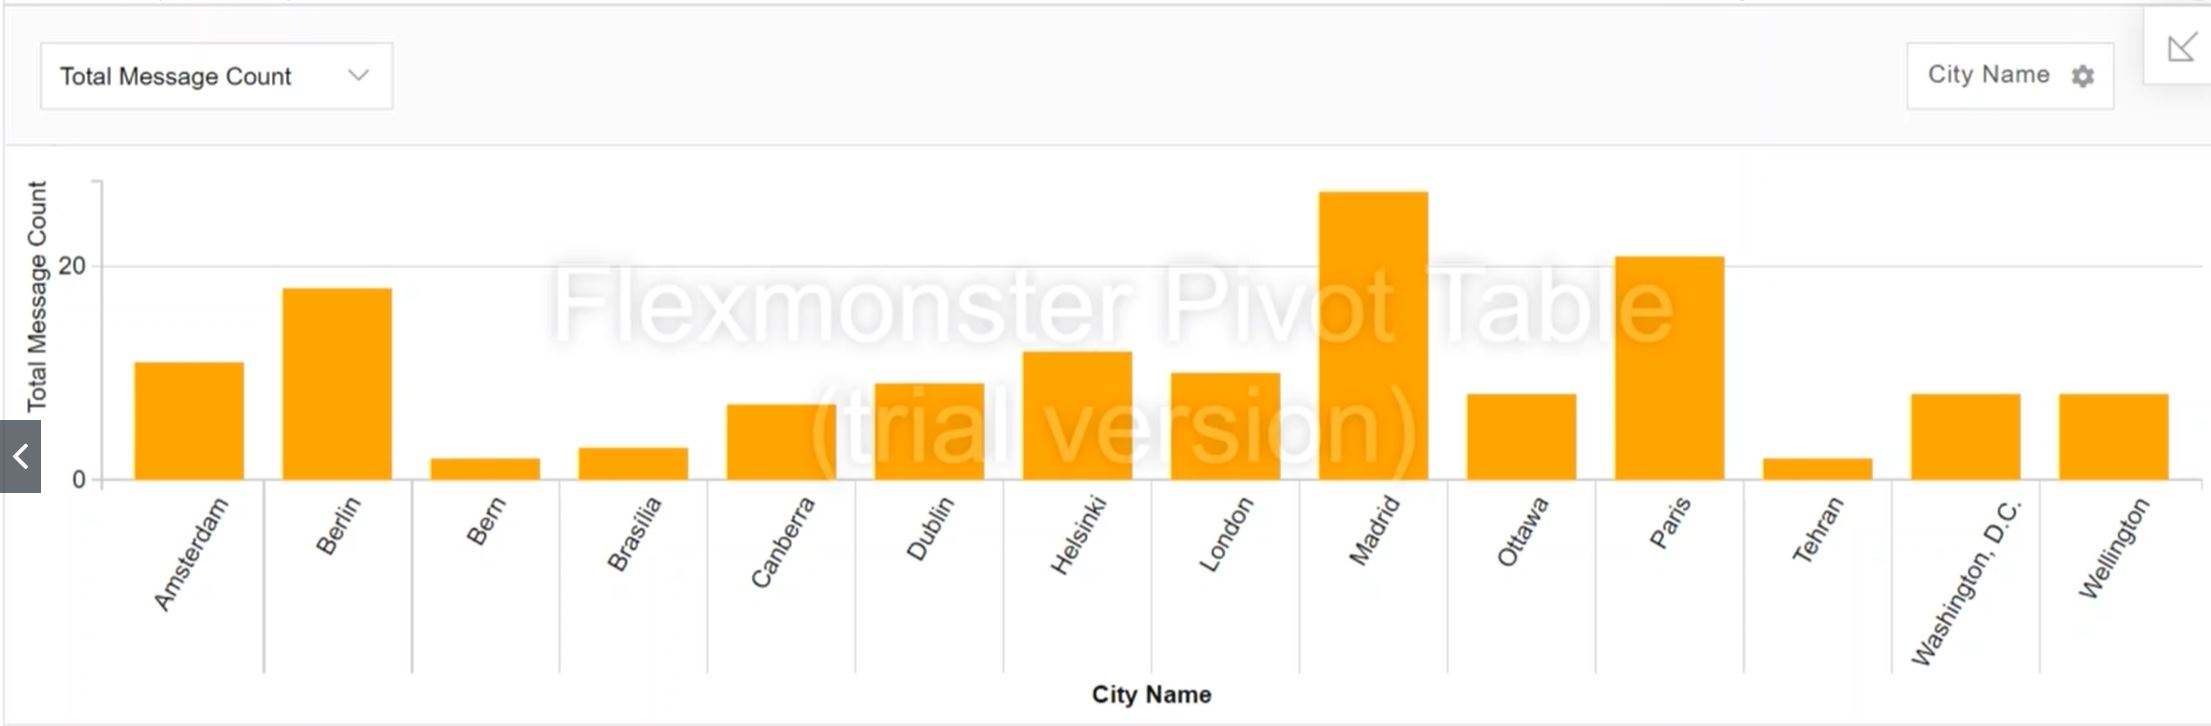 Total Message Count
City Name
Total Message Count
20
0
Flexmonster Pivot Table
(trial version)
Amsterdam
Berlin
Bern
Brasília
Canberra
Dublin
Helsinki
London
Madrid
Ottawa
Paris
Tehran
Washington, D.C.
Wellington
City Name